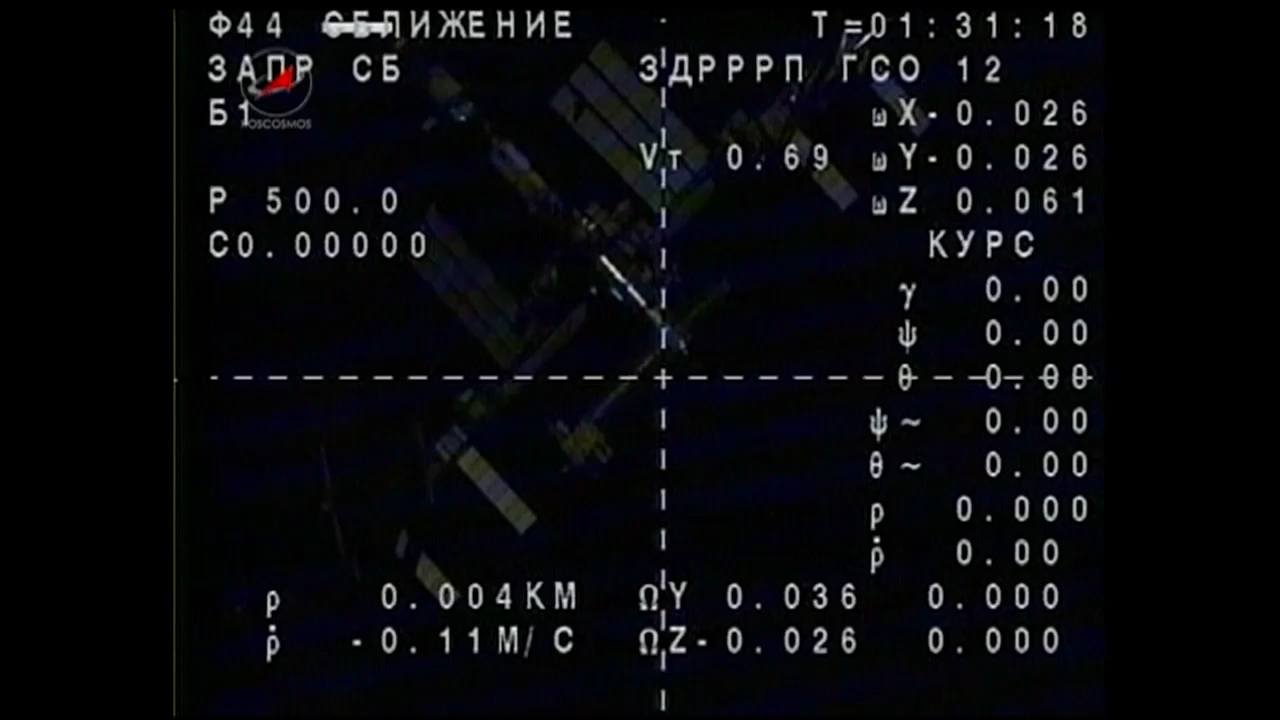 Ф44 СБЛИЖЕНИЕ T=01:31:18
ЗАПР СБ ЗДРРРП ГСО 12
Б1 ωX-0.026
ROSCOSMOS
VT 0.69 ωY-0.026
P 500.0 ωZ 0.061
C0.00000 КУРС
γ 0.00
ψ 0.00
θ 0.00
ψ~ 0.00
θ~ 0.00
ρ 0.000
ρ̇ 0.00
ρ 0.004КМ ΩY 0.036 0.000
ρ̇ -0.11М/С ΩZ-0.026 0.000